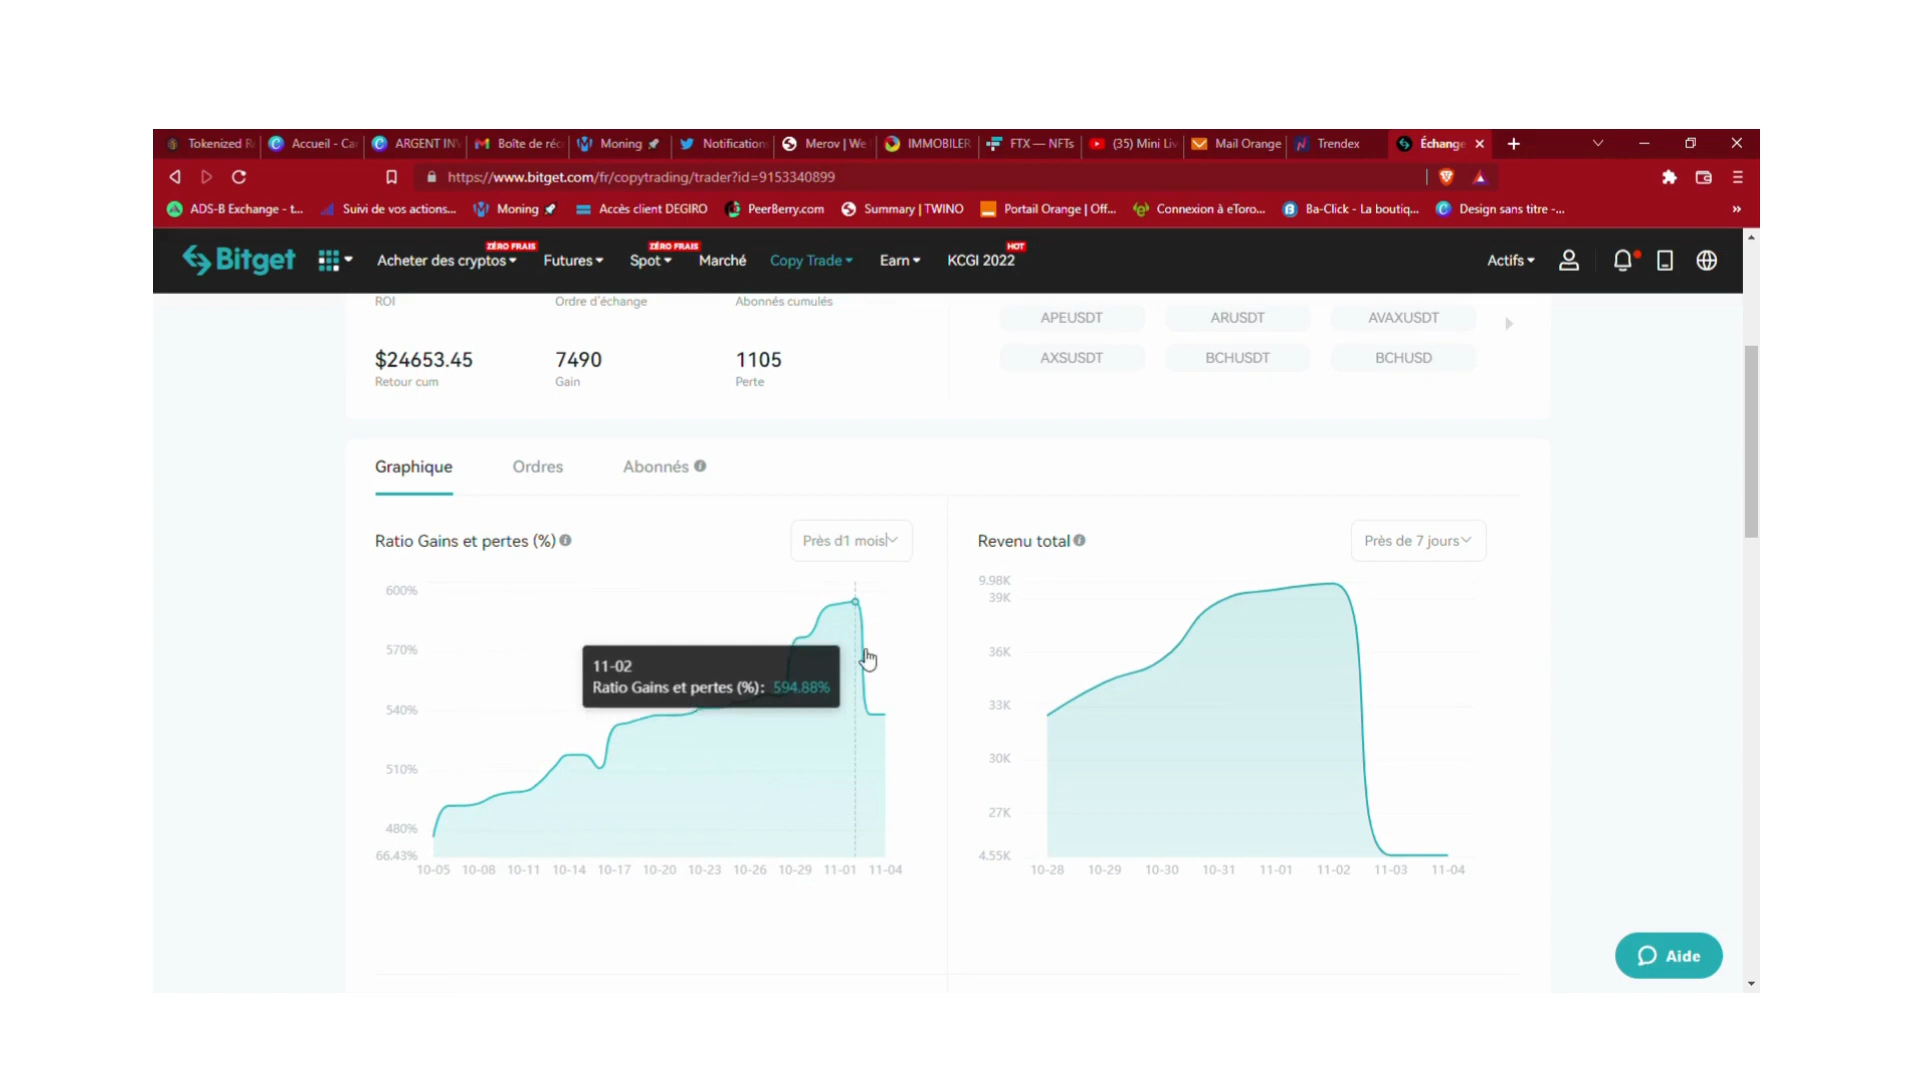 Tokenized R
Accueil - Ca
ARGENT IN
Boîte de réc
Moning
Notification
Merov | We
IMMOBILER
FTX — NFTs
(35) Mini Liv
Mail Orange
Trendex
Échange
https://www.bitget.com/fr/copytrading/trader?id=9153340899
ADS-B Exchange - t...
Suivi de vos actions...
Moning
Accès client DEGIRO
PeerBerry.com
Summary | TWINO
Portail Orange | Off...
Connexion à eToro...
Ba-Click - La boutiq...
Design sans titre -...
Bitget
Acheter des cryptos
ZÉRO FRAIS
Futures
Spot
ZÉRO FRAIS
Marché
Copy Trade
Earn
KCGI 2022
HOT
Actifs
ROI
Ordre d'échange
Abonnés cumulés
$24653.45
7490
1105
Retour cum
Gain
Perte
APEUSDT
ARUSDT
AVAXUSDT
AXSUSDT
BCHUSDT
BCHUSD
Graphique
Ordres
Abonnés
Ratio Gains et pertes (%)
Près d1 mois
600%
570%
540%
510%
480%
66.43%
10-05 10-08 10-11 10-14 10-17 10-20 10-23 10-26 10-29 11-01 11-04
11-02
Ratio Gains et pertes (%): 594.88%
Revenu total
Près de 7 jours
9.98K
39K
36K
33K
30K
27K
4.55K
10-28 10-29 10-30 10-31 11-01 11-02 11-03 11-04
Aide